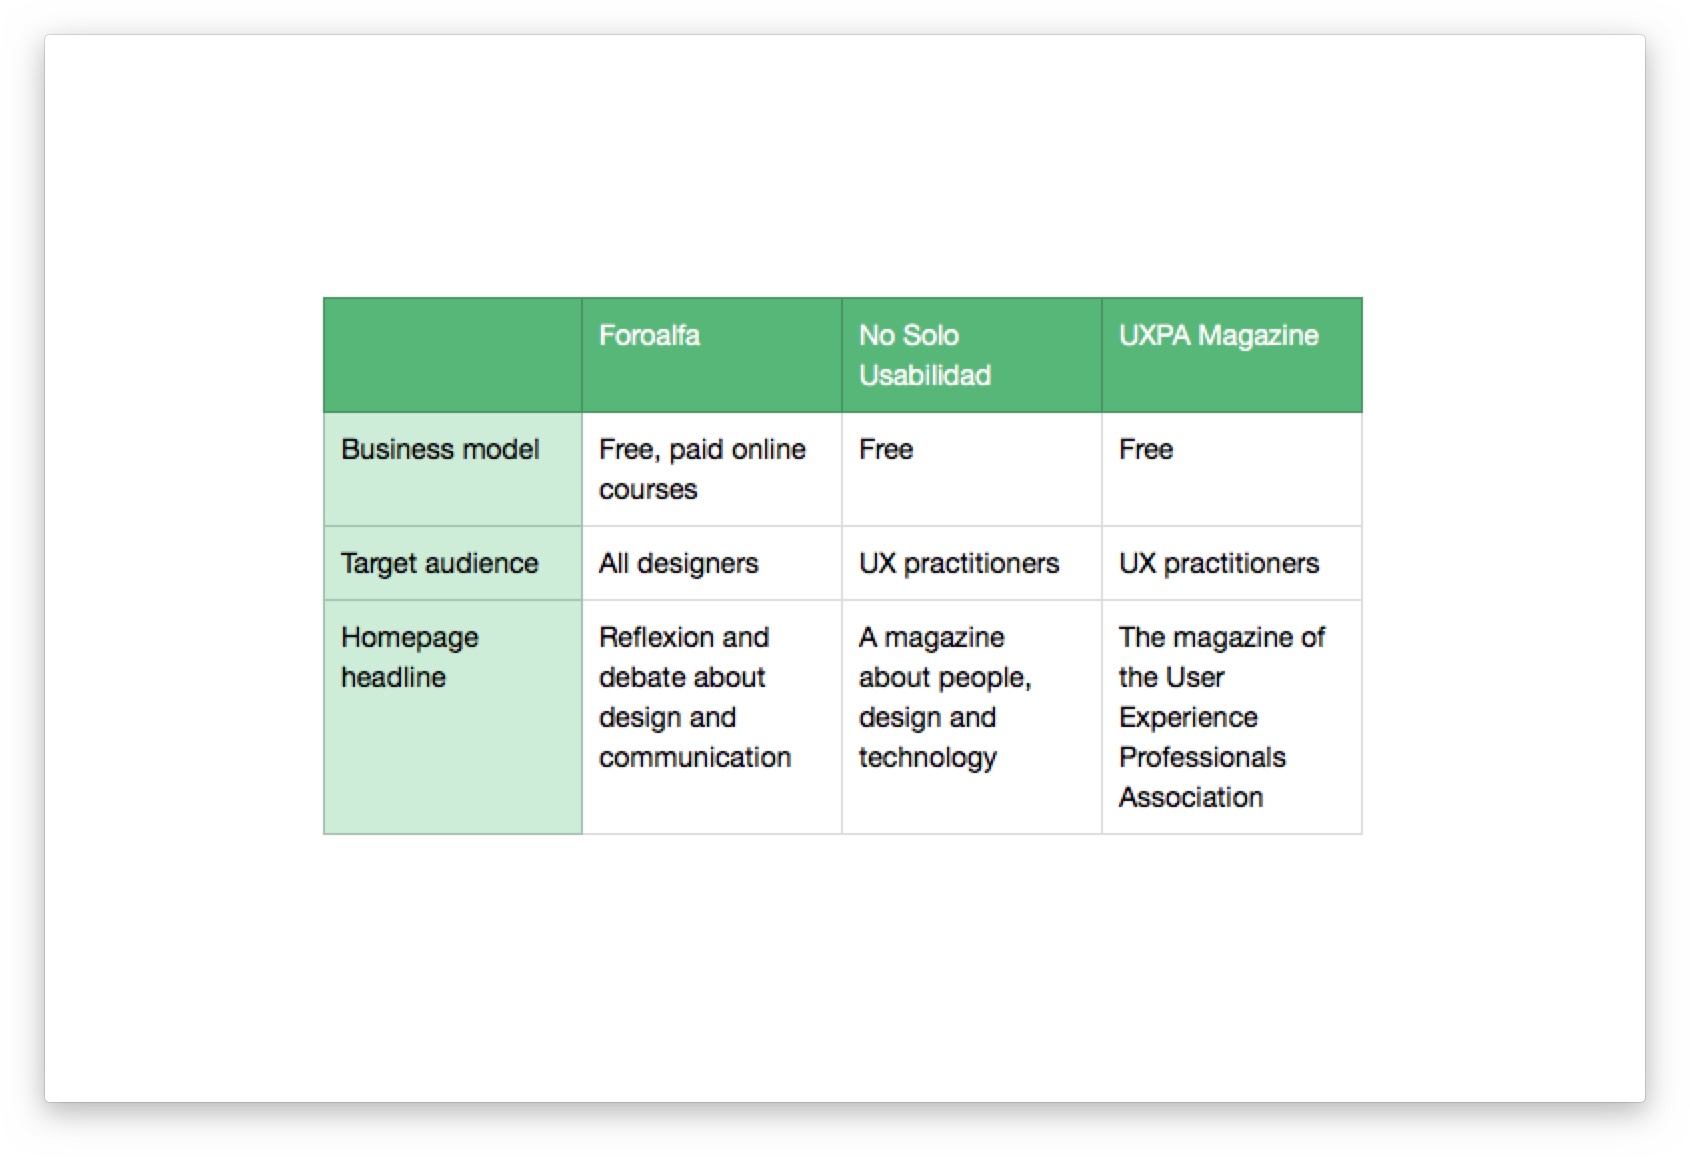 Foroalfa
No Solo
Usabilidad
UXPA Magazine
Business model
Free, paid online
courses
Free
Free
Target audience
All designers
UX practitioners
UX practitioners
Homepage
headline
Reflexion and
debate about
design and
communication
A magazine
about people,
design and
technology
The magazine of
the User
Experience
Professionals
Association